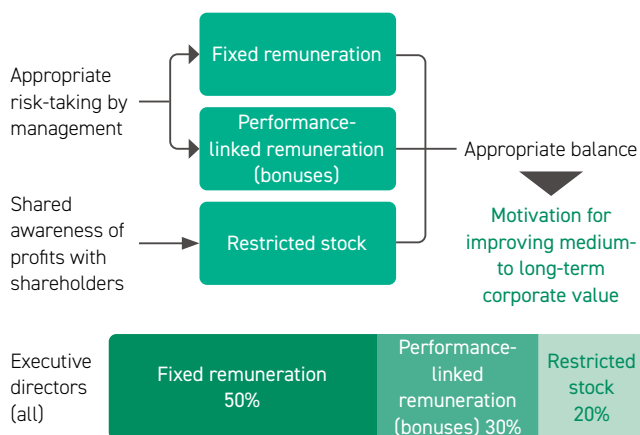 Appropriate
risk-taking by
management
Fixed remuneration
Performance-
linked remuneration
(bonuses)
Shared
awareness of
profits with
shareholders
Restricted stock
Appropriate balance
Motivation for
improving medium-
to long-term
corporate value
Executive
directors
(all)
Fixed remuneration
50%
Performance-
linked
remuneration
(bonuses) 30%
Restricted
stock
20%